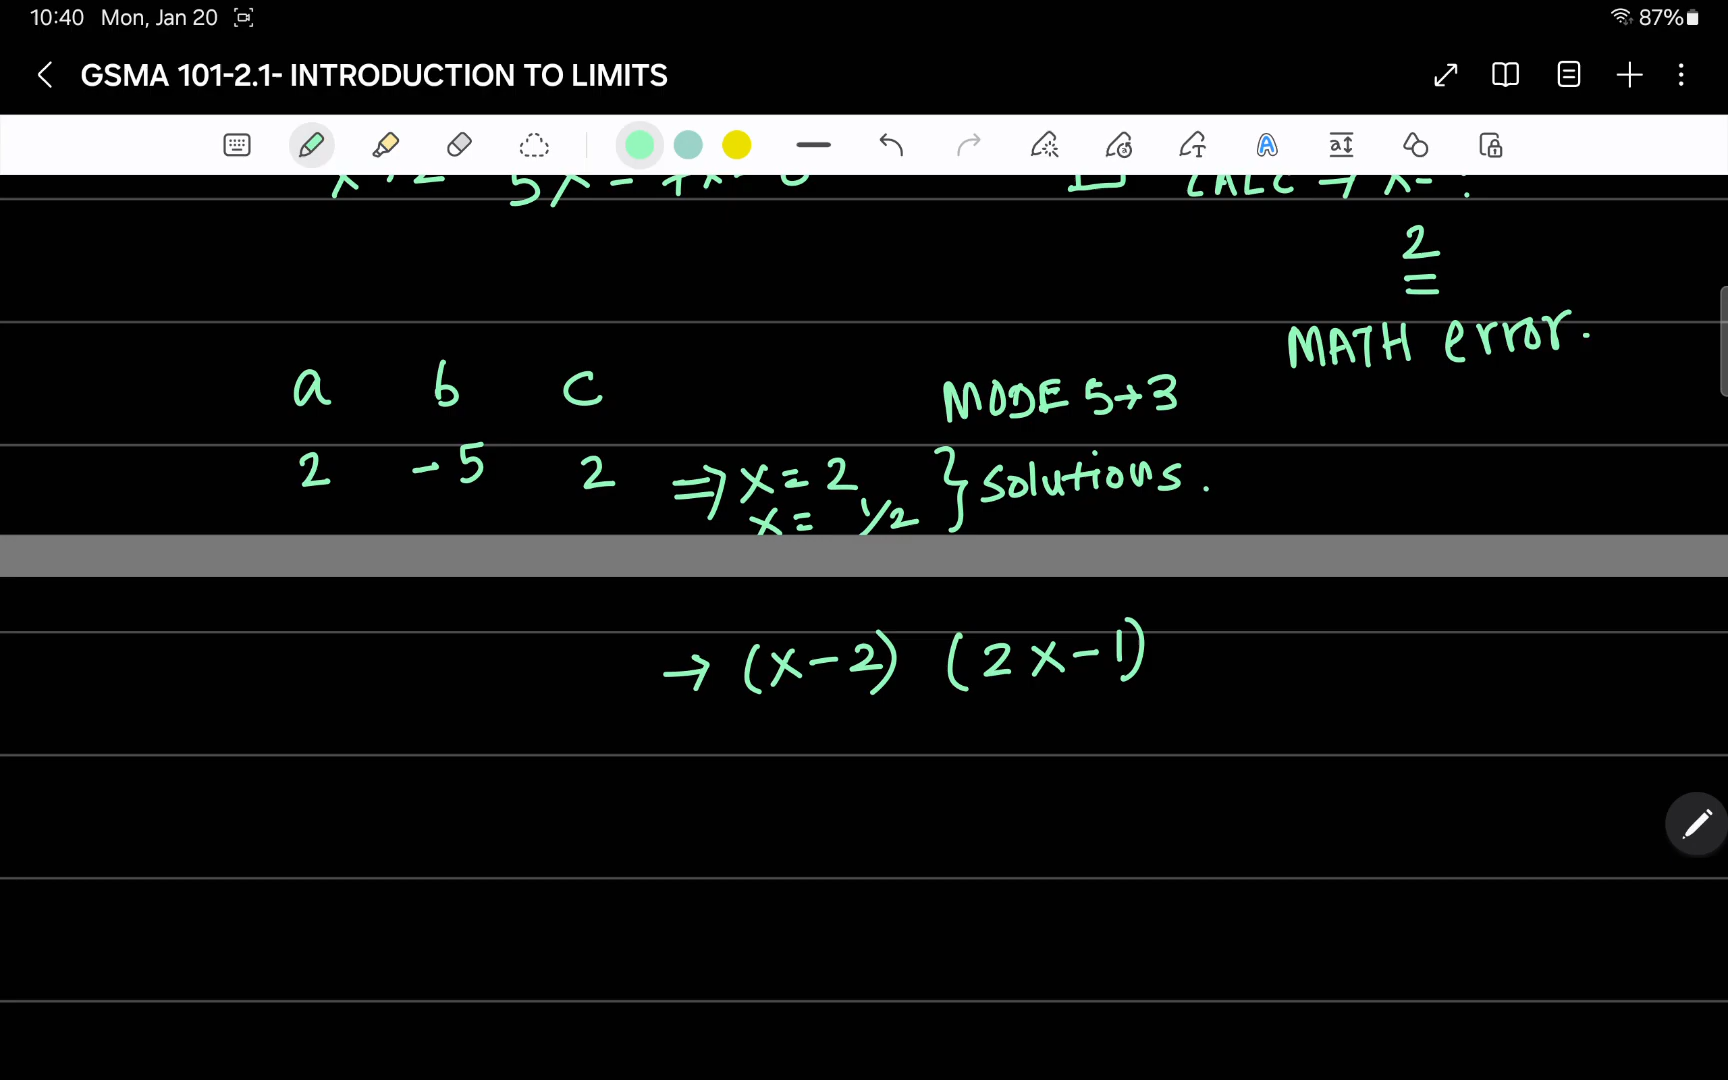 10:40 Mon, Jan 20 87%
GSMA 101-2.1- INTRODUCTION TO LIMITS
CALC → x= ?
2
MATH error.
a b c MODE 5→3
2 -5 2 ⇒ x= 2 } solutions.
x= 1/2
→ (x-2) (2x-1)